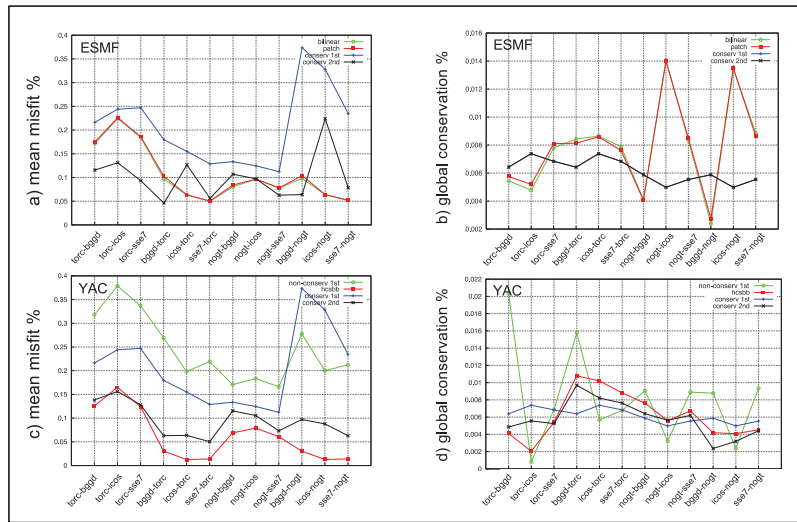 ESMF
bilinear
patch
conserv 1st
conserv 2nd
a) mean misfit %
0,4
0,35
0,3
0,25
0,2
0,15
0,1
0,05
0
torc-bggd
torc-icos
torc-sse7
bggd-torc
icos-torc
sse7-torc
nogt-bggd
nogt-icos
nogt-sse7
bggd-nogt
icos-nogt
sse7-nogt
ESMF
bilinear
patch
conserv 1st
conserv 2nd
b) global conservation %
0,016
0,014
0,012
0,01
0,008
0,006
0,004
0,002
torc-bggd
torc-icos
torc-sse7
bggd-torc
icos-torc
sse7-torc
nogt-bggd
nogt-icos
nogt-sse7
bggd-nogt
icos-nogt
sse7-nogt
YAC
non-conserv 1st
hcsbb
conserv 1st
conserv 2nd
c) mean misfit %
0,4
0,35
0,3
0,25
0,2
0,15
0,1
0,05
0
torc-bggd
torc-icos
torc-sse7
bggd-torc
icos-torc
sse7-torc
nogt-bggd
nogt-icos
nogt-sse7
bggd-nogt
icos-nogt
sse7-nogt
YAC
non-conserv 1st
hcsbb
conserv 1st
conserv 2nd
d) global conservation %
0,022
0,02
0,018
0,016
0,014
0,012
0,01
0,008
0,006
0,004
0,002
0
torc-bggd
torc-icos
torc-sse7
bggd-torc
icos-torc
sse7-torc
nogt-bggd
nogt-icos
nogt-sse7
bggd-nogt
icos-nogt
sse7-nogt